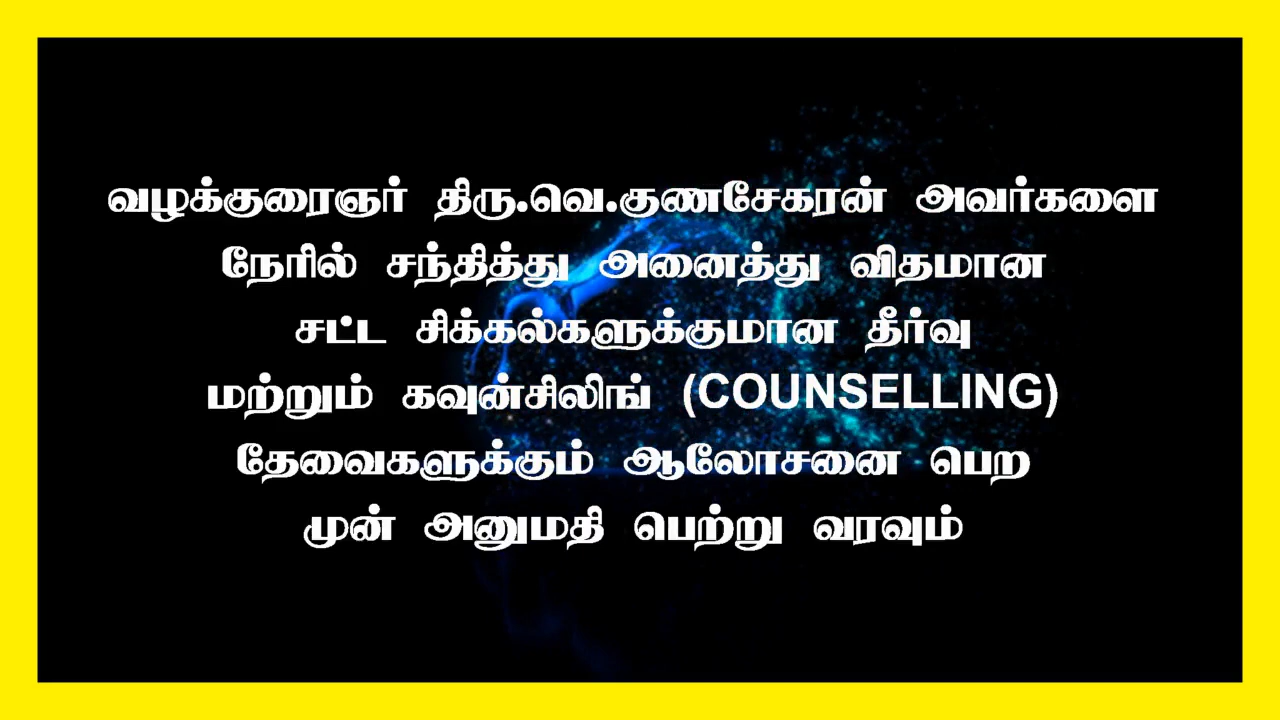 வழக்குரைஞர் திரு.வெ.குணசேகரன் அவர்களை
நேரில் சந்தித்து அனைத்து விதமான
சட்ட சிக்கல்களுக்குமான தீர்வு
மற்றும் கவுன்சிலிங் (COUNSELLING)
தேவைகளுக்கும் ஆலோசனை பெற
முன் அனுமதி பெற்று வரவும்